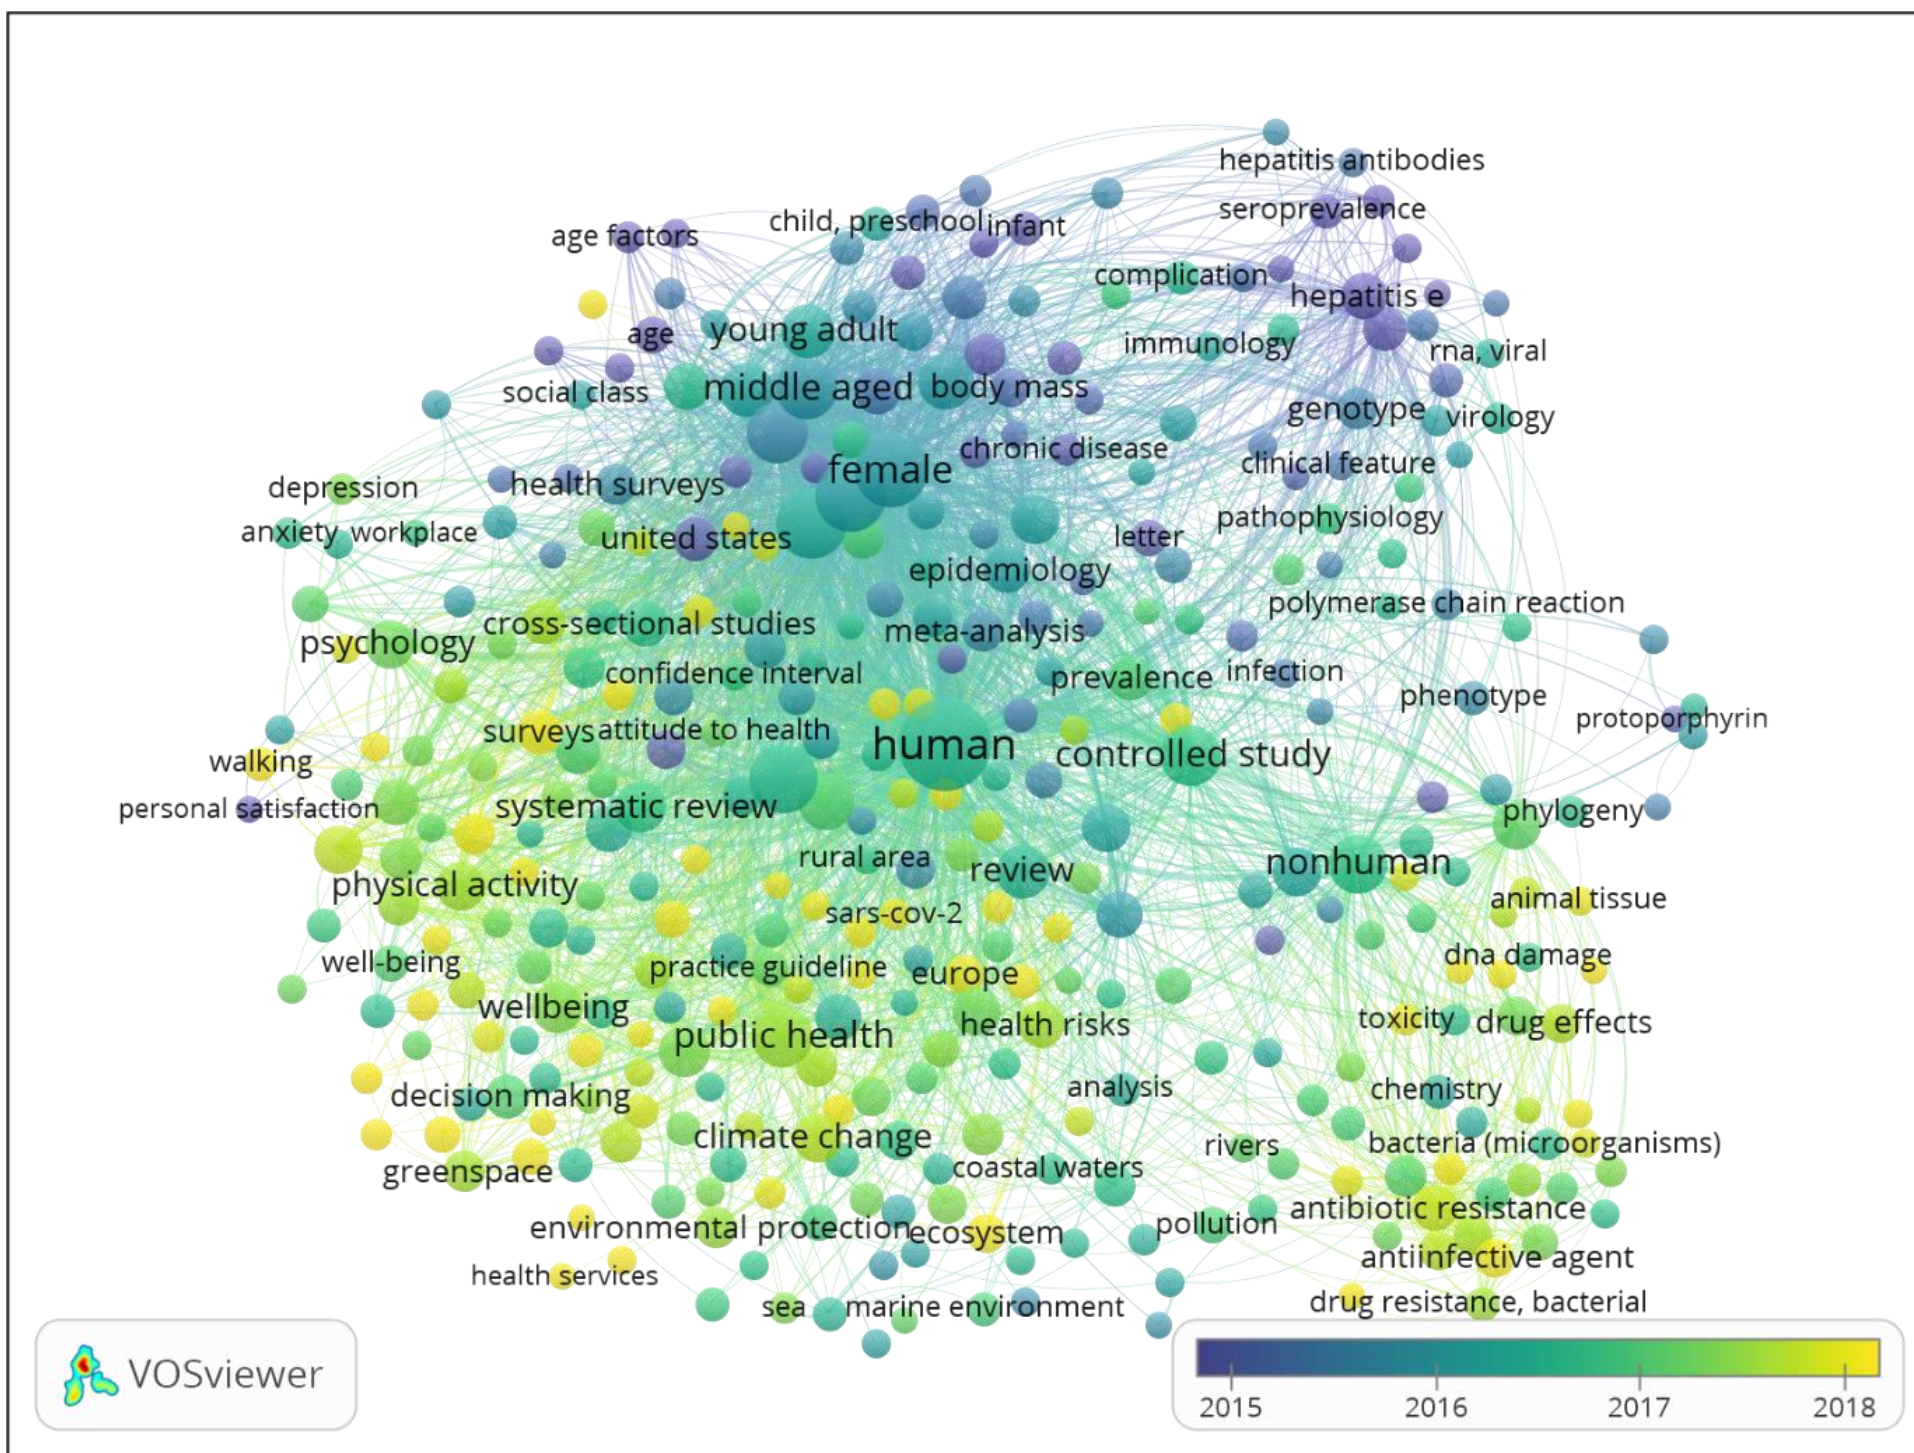 hepatitis antibodies
seroprevalence
child, preschool
infant
age factors
complication
hepatitis e
age
young adult
immunology
rna, viral
social class
middle aged
body mass
genotype
virology
chronic disease
clinical feature
female
health surveys
depression
anxiety
workplace
united states
letter
pathophysiology
epidemiology
polymerase chain reaction
cross-sectional studies
meta-analysis
psychology
confidence interval
prevalence
infection
phenotype
protoporphyrin
surveys
attitude to health
human
controlled study
walking
personal satisfaction
systematic review
phylogeny
rural area
review
nonhuman
physical activity
animal tissue
sars-cov-2
well-being
practice guideline
europe
dna damage
wellbeing
public health
health risks
toxicity
drug effects
decision making
analysis
chemistry
climate change
rivers
bacteria (microorganisms)
greenspace
coastal waters
antibiotic resistance
environmental protection
ecosystem
pollution
antiinfective agent
health services
sea
marine environment
drug resistance, bacterial
VOSviewer
2015
2016
2017
2018